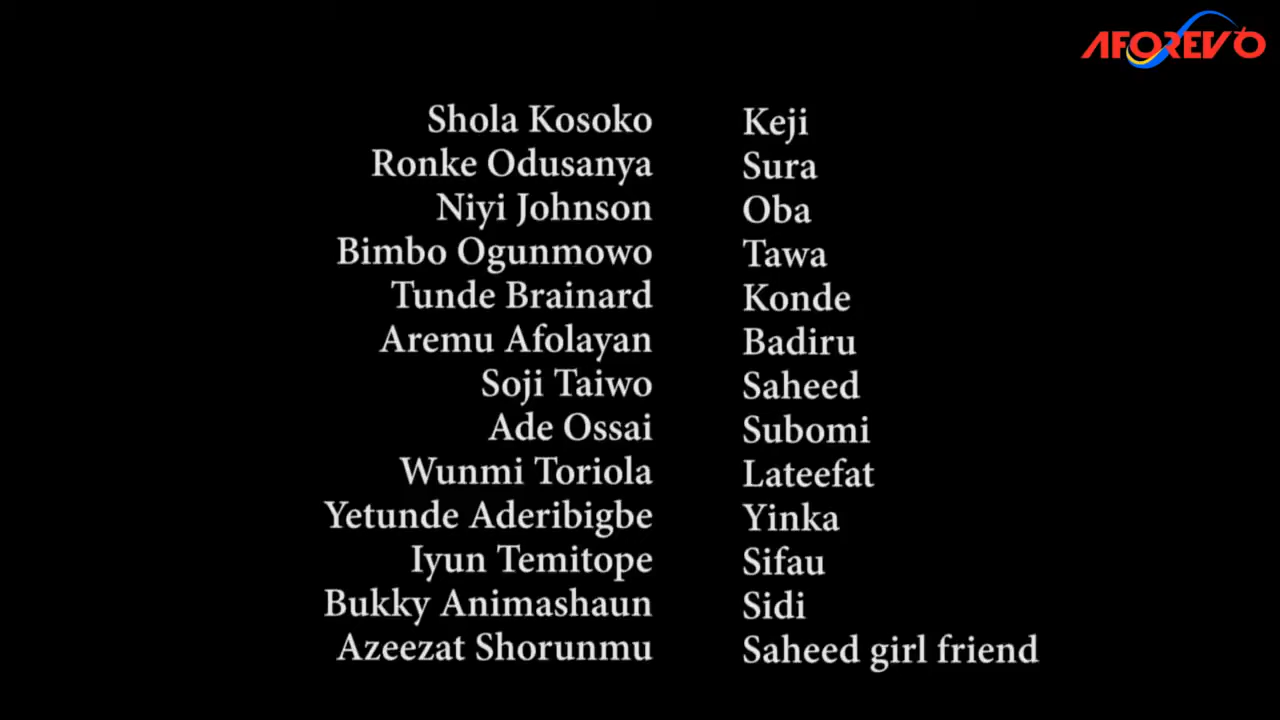 AFOREVO
Shola Kosoko Keji
Ronke Odusanya Sura
Niyi Johnson Oba
Bimbo Ogunmowo Tawa
Tunde Brainard Konde
Aremu Afolayan Badiru
Soji Taiwo Saheed
Ade Ossai Subomi
Wunmi Toriola Lateefat
Yetunde Aderibigbe Yinka
Iyun Temitope Sifau
Bukky Animashaun Sidi
Azeezat Shorunmu Saheed girl friend